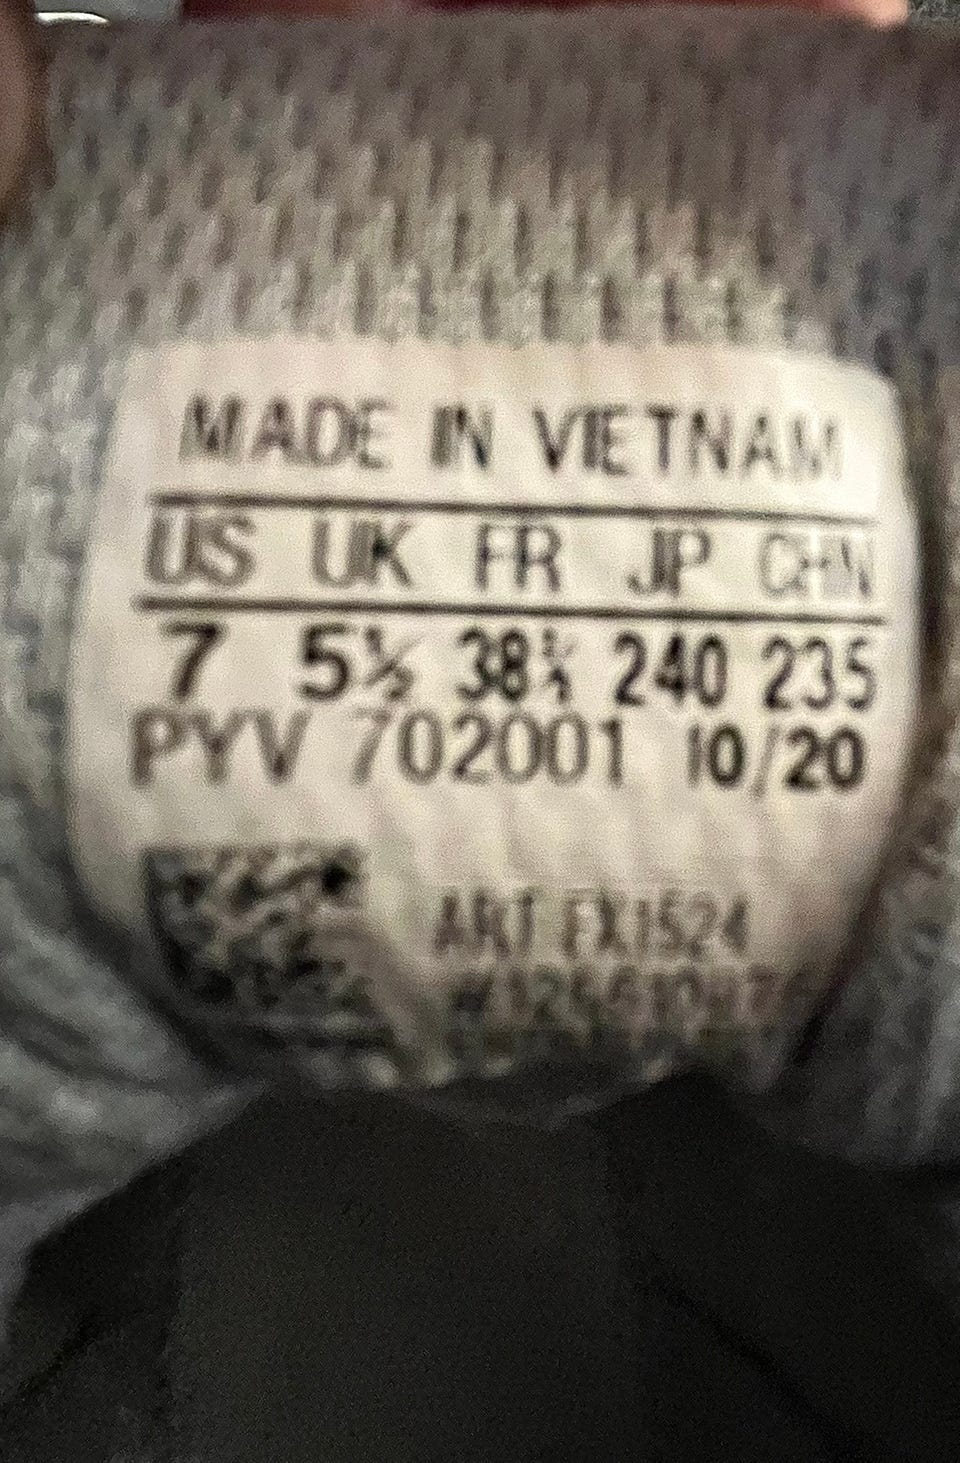 MADE IN VIETNAM
US UK FR JP CHN
7 5½ 38⅔ 240 235
PYV 702001 10/20
ART FX1524